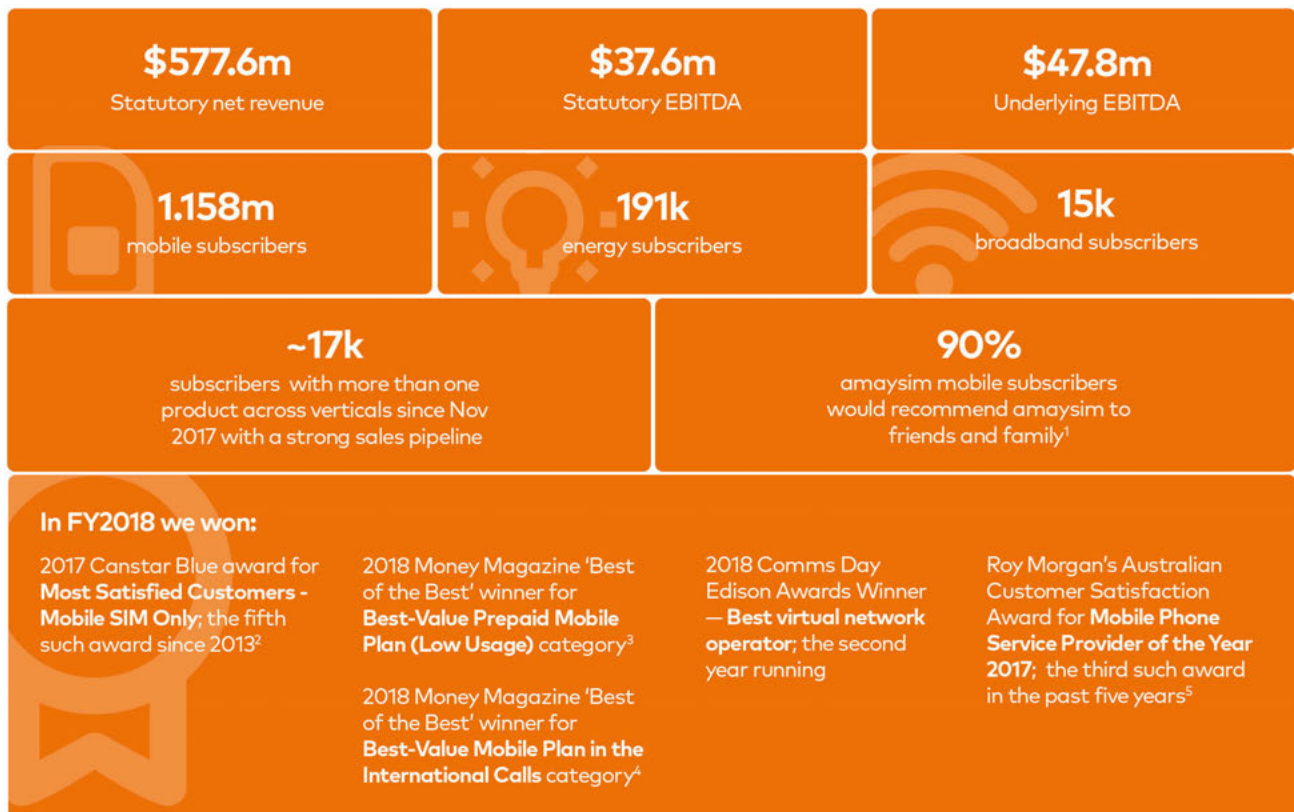 $577.6m
Statutory net revenue
$37.6m
Statutory EBITDA
$47.8m
Underlying EBITDA
1.158m
mobile subscribers
191k
energy subscribers
15k
broadband subscribers
~17k
subscribers with more than one
product across verticals since Nov
2017 with a strong sales pipeline
90%
amaysim mobile subscribers
would recommend amaysim to
friends and family¹
In FY2018 we won:
2017 Canstar Blue award for
Most Satisfied Customers -
Mobile SIM Only; the fifth
such award since 2013²
2018 Money Magazine ‘Best
of the Best’ winner for
Best-Value Prepaid Mobile
Plan (Low Usage) category³
2018 Money Magazine ‘Best
of the Best’ winner for
Best-Value Mobile Plan in the
International Calls category⁴
2018 Comms Day
Edison Awards Winner
— Best virtual network
operator; the second
year running
Roy Morgan’s Australian
Customer Satisfaction
Award for Mobile Phone
Service Provider of the Year
2017; the third such award
in the past five years⁵